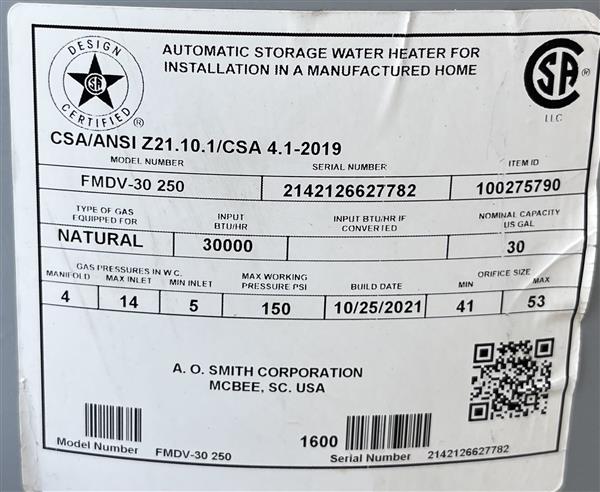 DESIGN
CERTIFIED
®
SA
AUTOMATIC STORAGE WATER HEATER FOR
INSTALLATION IN A MANUFACTURED HOME
CSA
LLC
®
CSA/ANSI Z21.10.1/CSA 4.1-2019
MODEL NUMBER SERIAL NUMBER ITEM ID
FMDV-30 250 2142126627782 100275790
TYPE OF GAS EQUIPPED FOR INPUT BTU/HR INPUT BTU/HR IF CONVERTED NOMINAL CAPACITY US GAL
NATURAL 30000 30
GAS PRESSURES IN W C. MAX WORKING PRESSURE PSI BUILD DATE ORIFICE SIZE
MANIFOLD MAX INLET MIN INLET MIN MAX
4 14 5 150 10/25/2021 41 53
A. O. SMITH CORPORATION
MCBEE, SC. USA
1600
Model Number FMDV-30 250 Serial Number 2142126627782